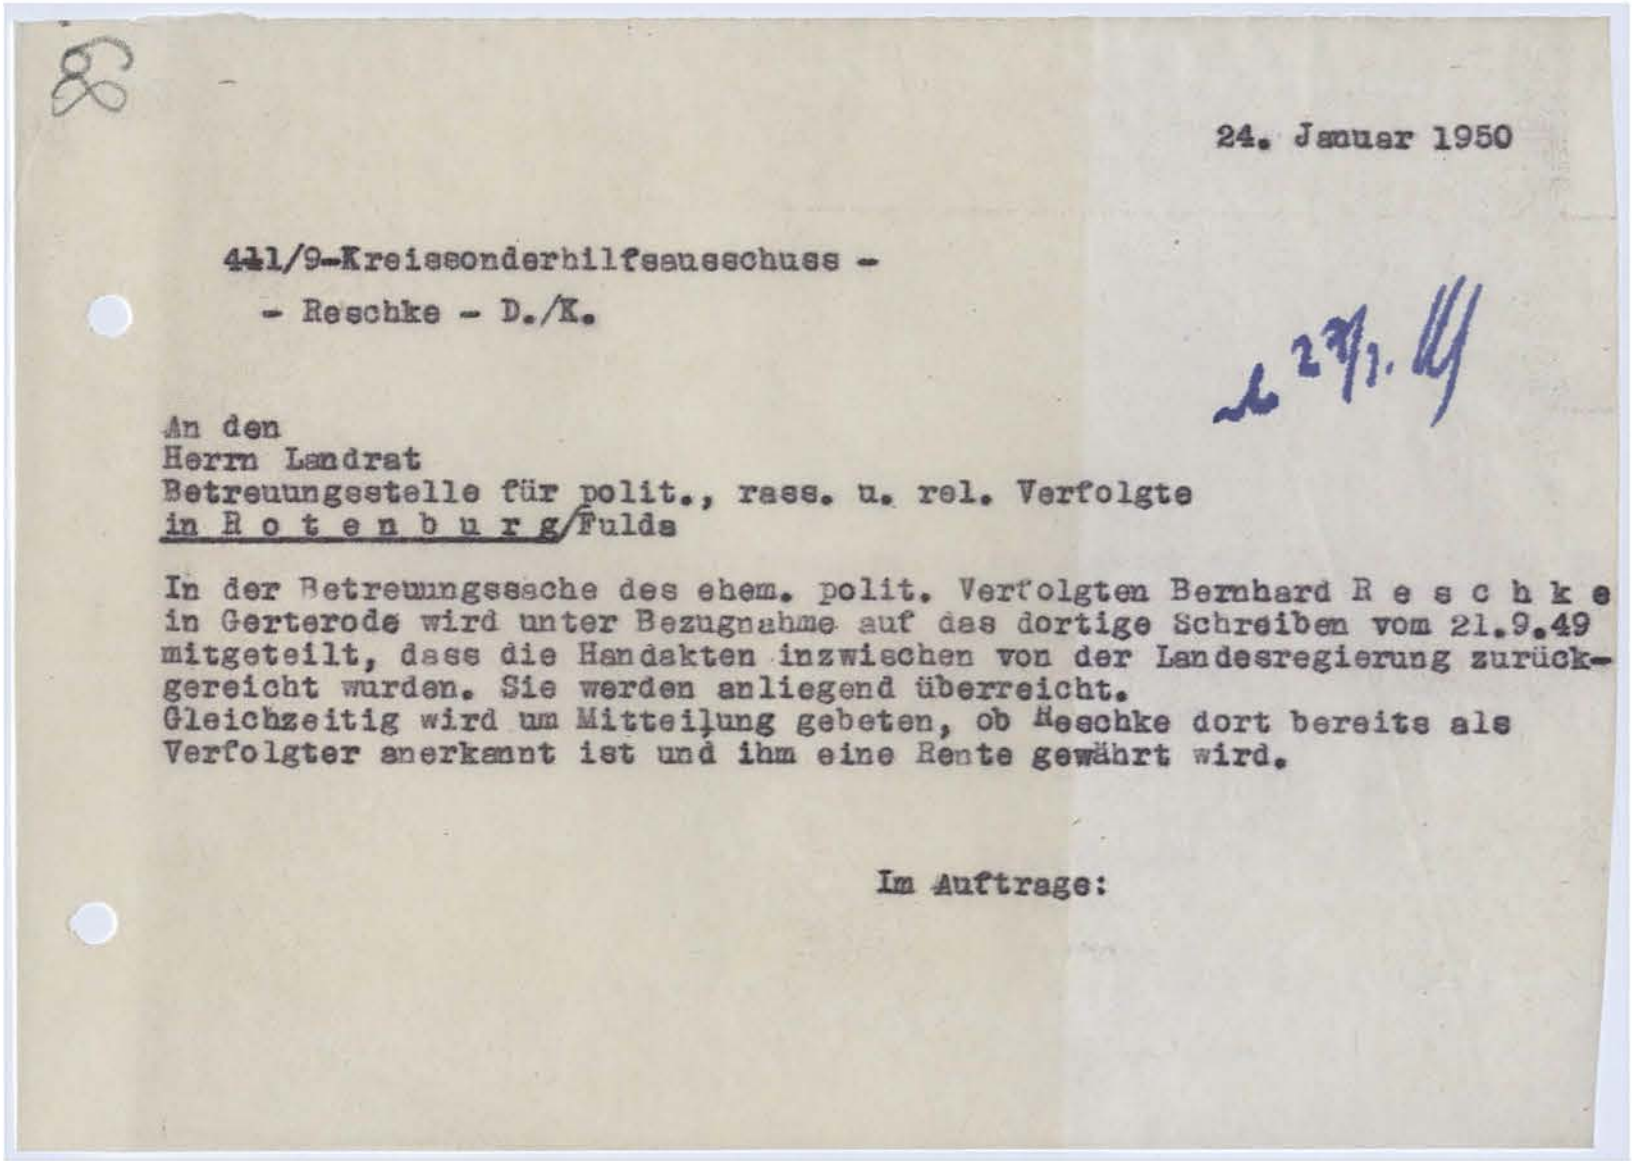 24. Januar 1950
411/9-Kreissonderhilfsausschuss -
- Reschke - D./K.
27/1.
An den
Herrn Landrat
Betreuungsstelle für polit., rass. u. rel. Verfolgte
in R o t e n b u r g/Fulda
In der Betreuungssache des ehem. polit. Verfolgten Bernhard R e s c h k e
in Gerterode wird unter Bezugnahme auf das dortige Schreiben vom 21.9.49
mitgeteilt, dass die Handakten inzwischen von der Landesregierung zurück-
gereicht wurden. Sie werden anliegend überreicht.
Gleichzeitig wird um Mitteilung gebeten, ob Reschke dort bereits als
Verfolgter anerkannt ist und ihm eine Rente gewährt wird.
Im Auftrage: